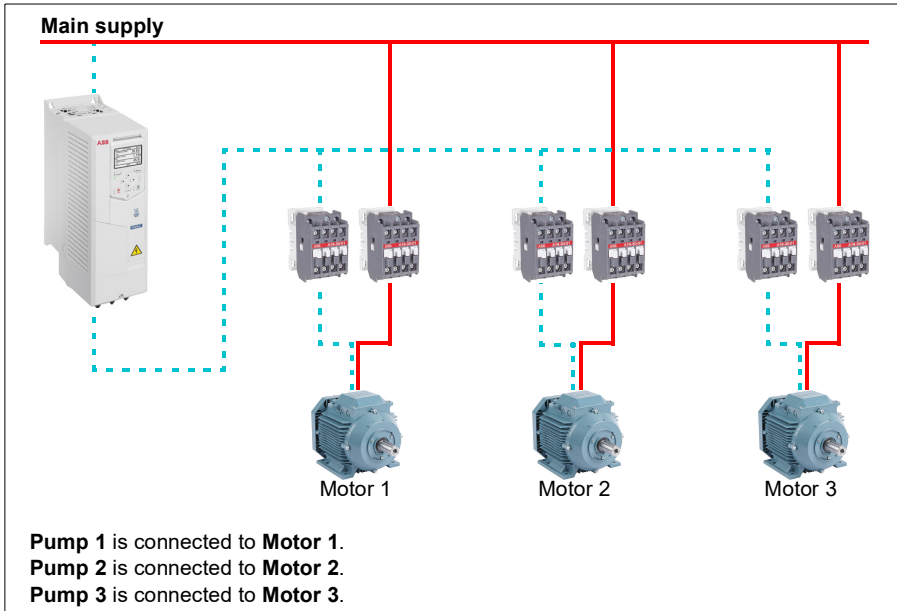 Main supply
ABB
Motor 1
Motor 2
Motor 3
Pump 1 is connected to Motor 1.
Pump 2 is connected to Motor 2.
Pump 3 is connected to Motor 3.